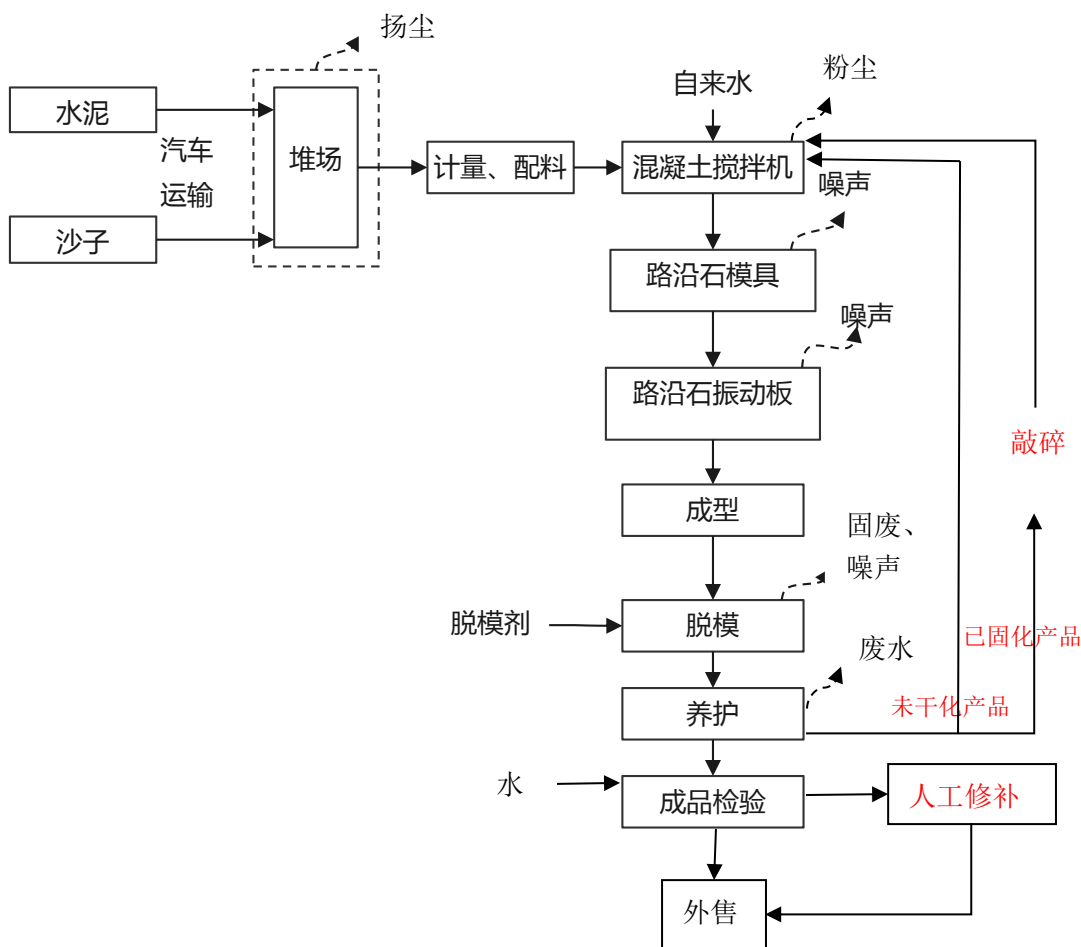 扬尘
粉尘
自来水
水泥
汽车
运输
堆场
计量、配料
混凝土搅拌机
噪声
沙子
路沿石模具
噪声
路沿石振动板
敲碎
成型
固废、
噪声
脱模剂
脱模
已固化产品
废水
未干化产品
养护
水
成品检验
人工修补
外售